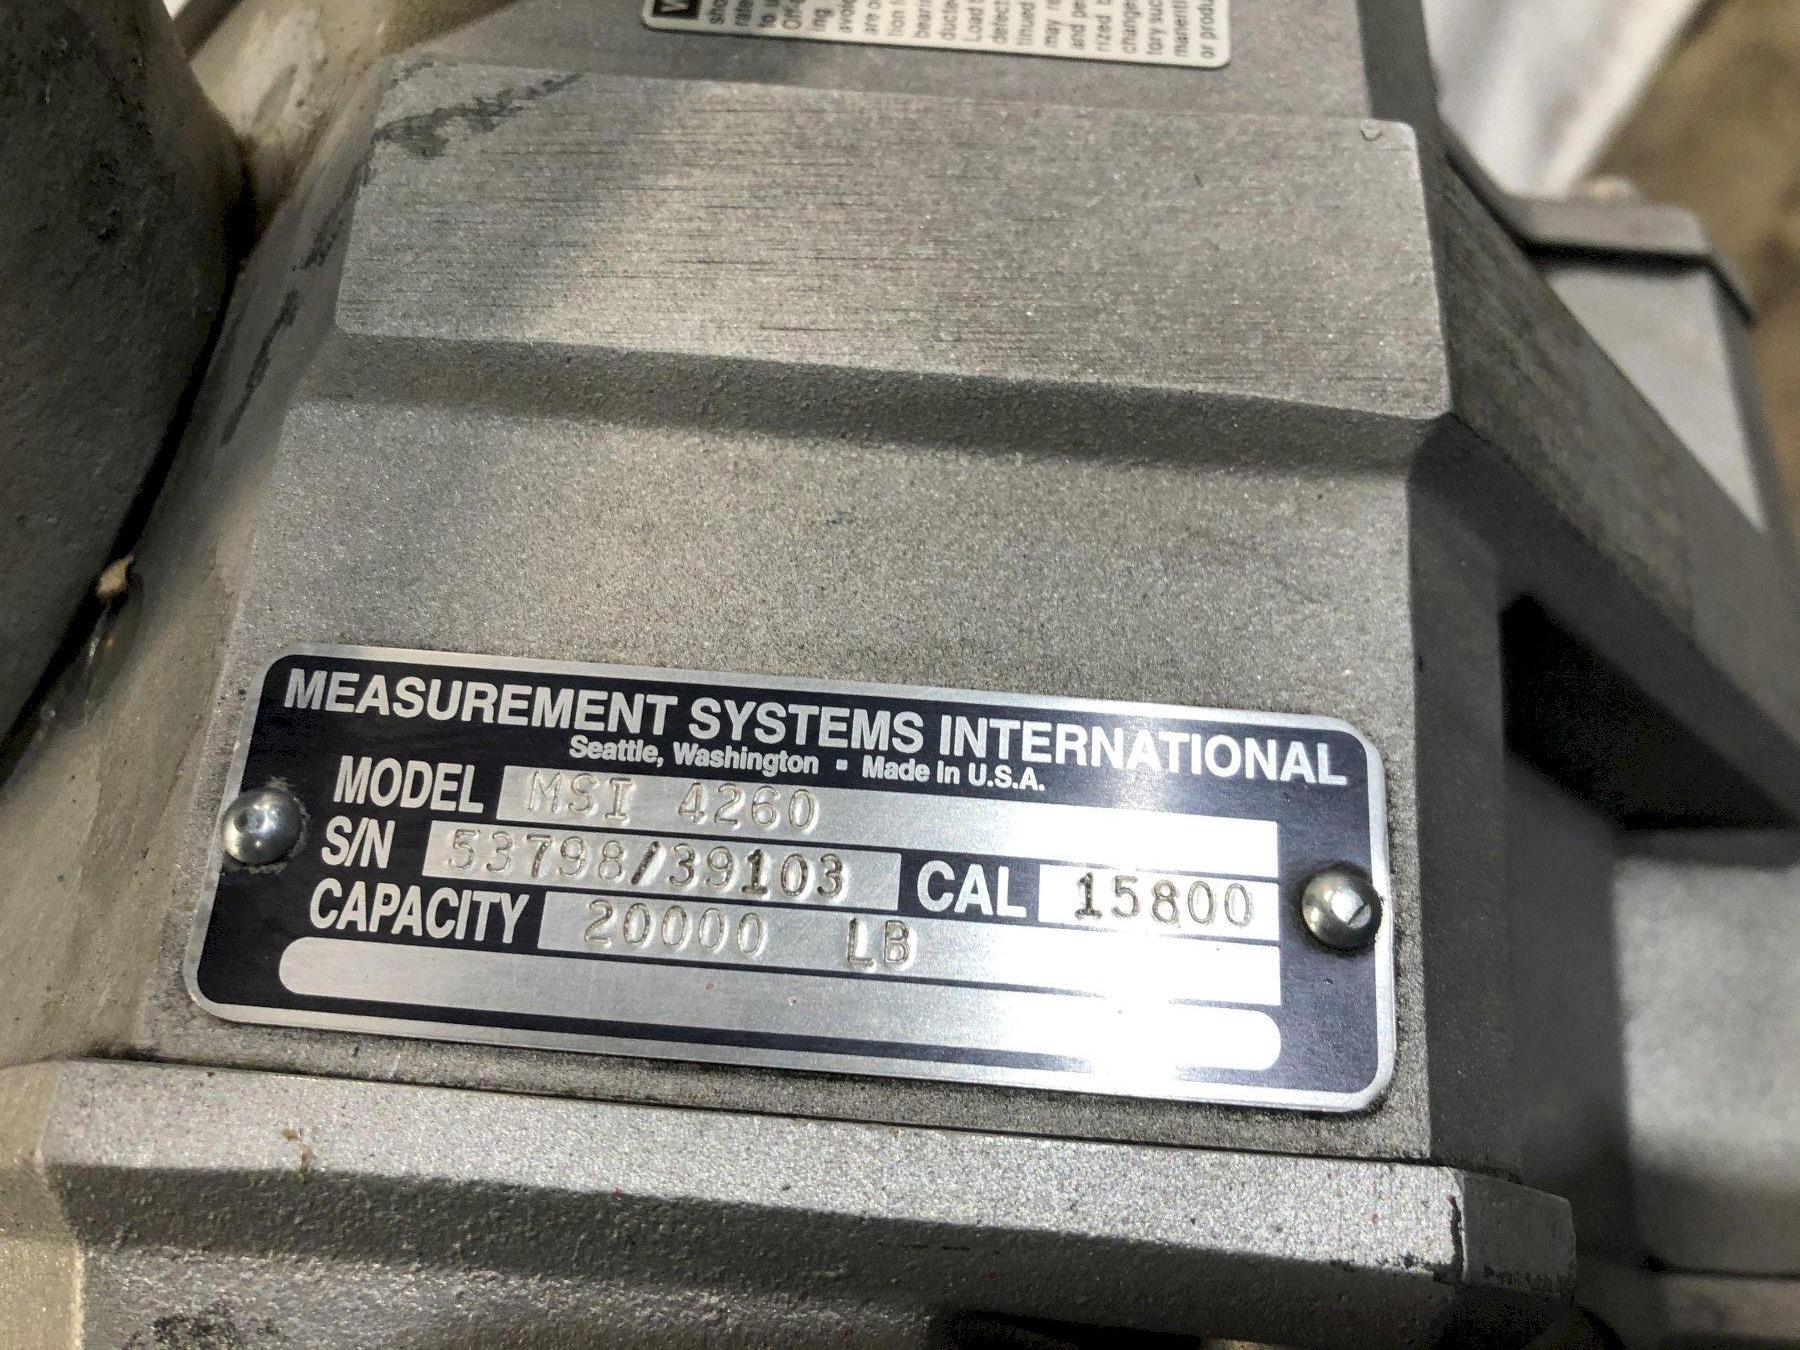 MEASUREMENT SYSTEMS INTERNATIONAL
Seattle, Washington ▪ Made In U.S.A.
MODEL MSI 4260
S/N 53798/39103 CAL 15800
CAPACITY 20000 LB